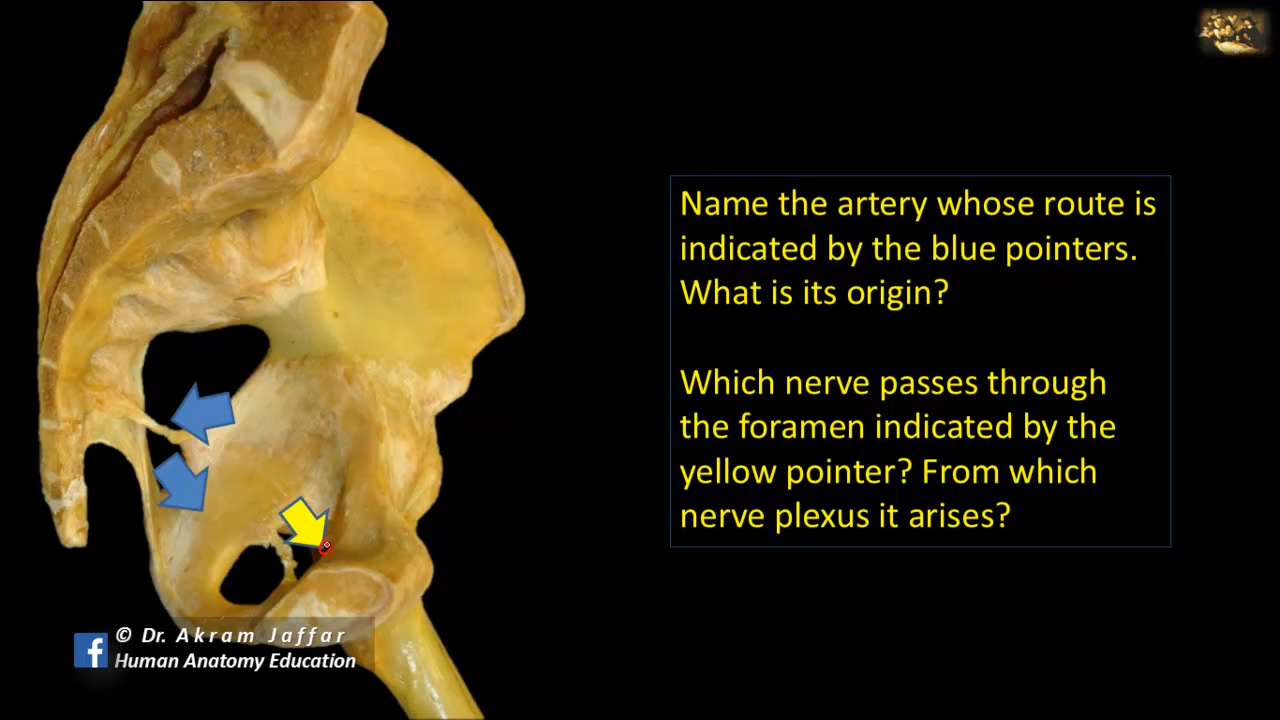 Name the artery whose route is
indicated by the blue pointers.
What is its origin?
Which nerve passes through
the foramen indicated by the
yellow pointer? From which
nerve plexus it arises?
f © Dr. Akram Jaffar
Human Anatomy Education